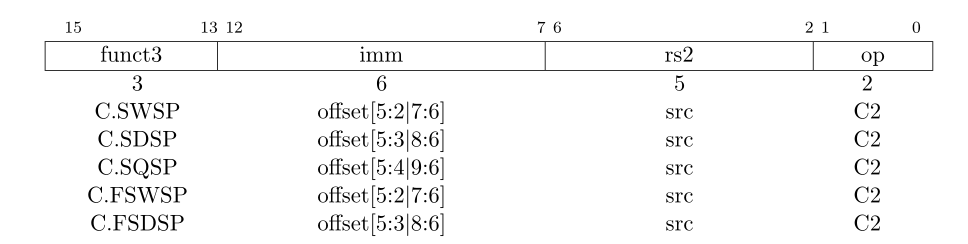 15 13 12 7 6 2 1 0
funct3 imm rs2 op
3 6 5 2
C.SWSP offset[5:2|7:6] src C2
C.SDSP offset[5:3|8:6] src C2
C.SQSP offset[5:4|9:6] src C2
C.FSWSP offset[5:2|7:6] src C2
C.FSDSP offset[5:3|8:6] src C2